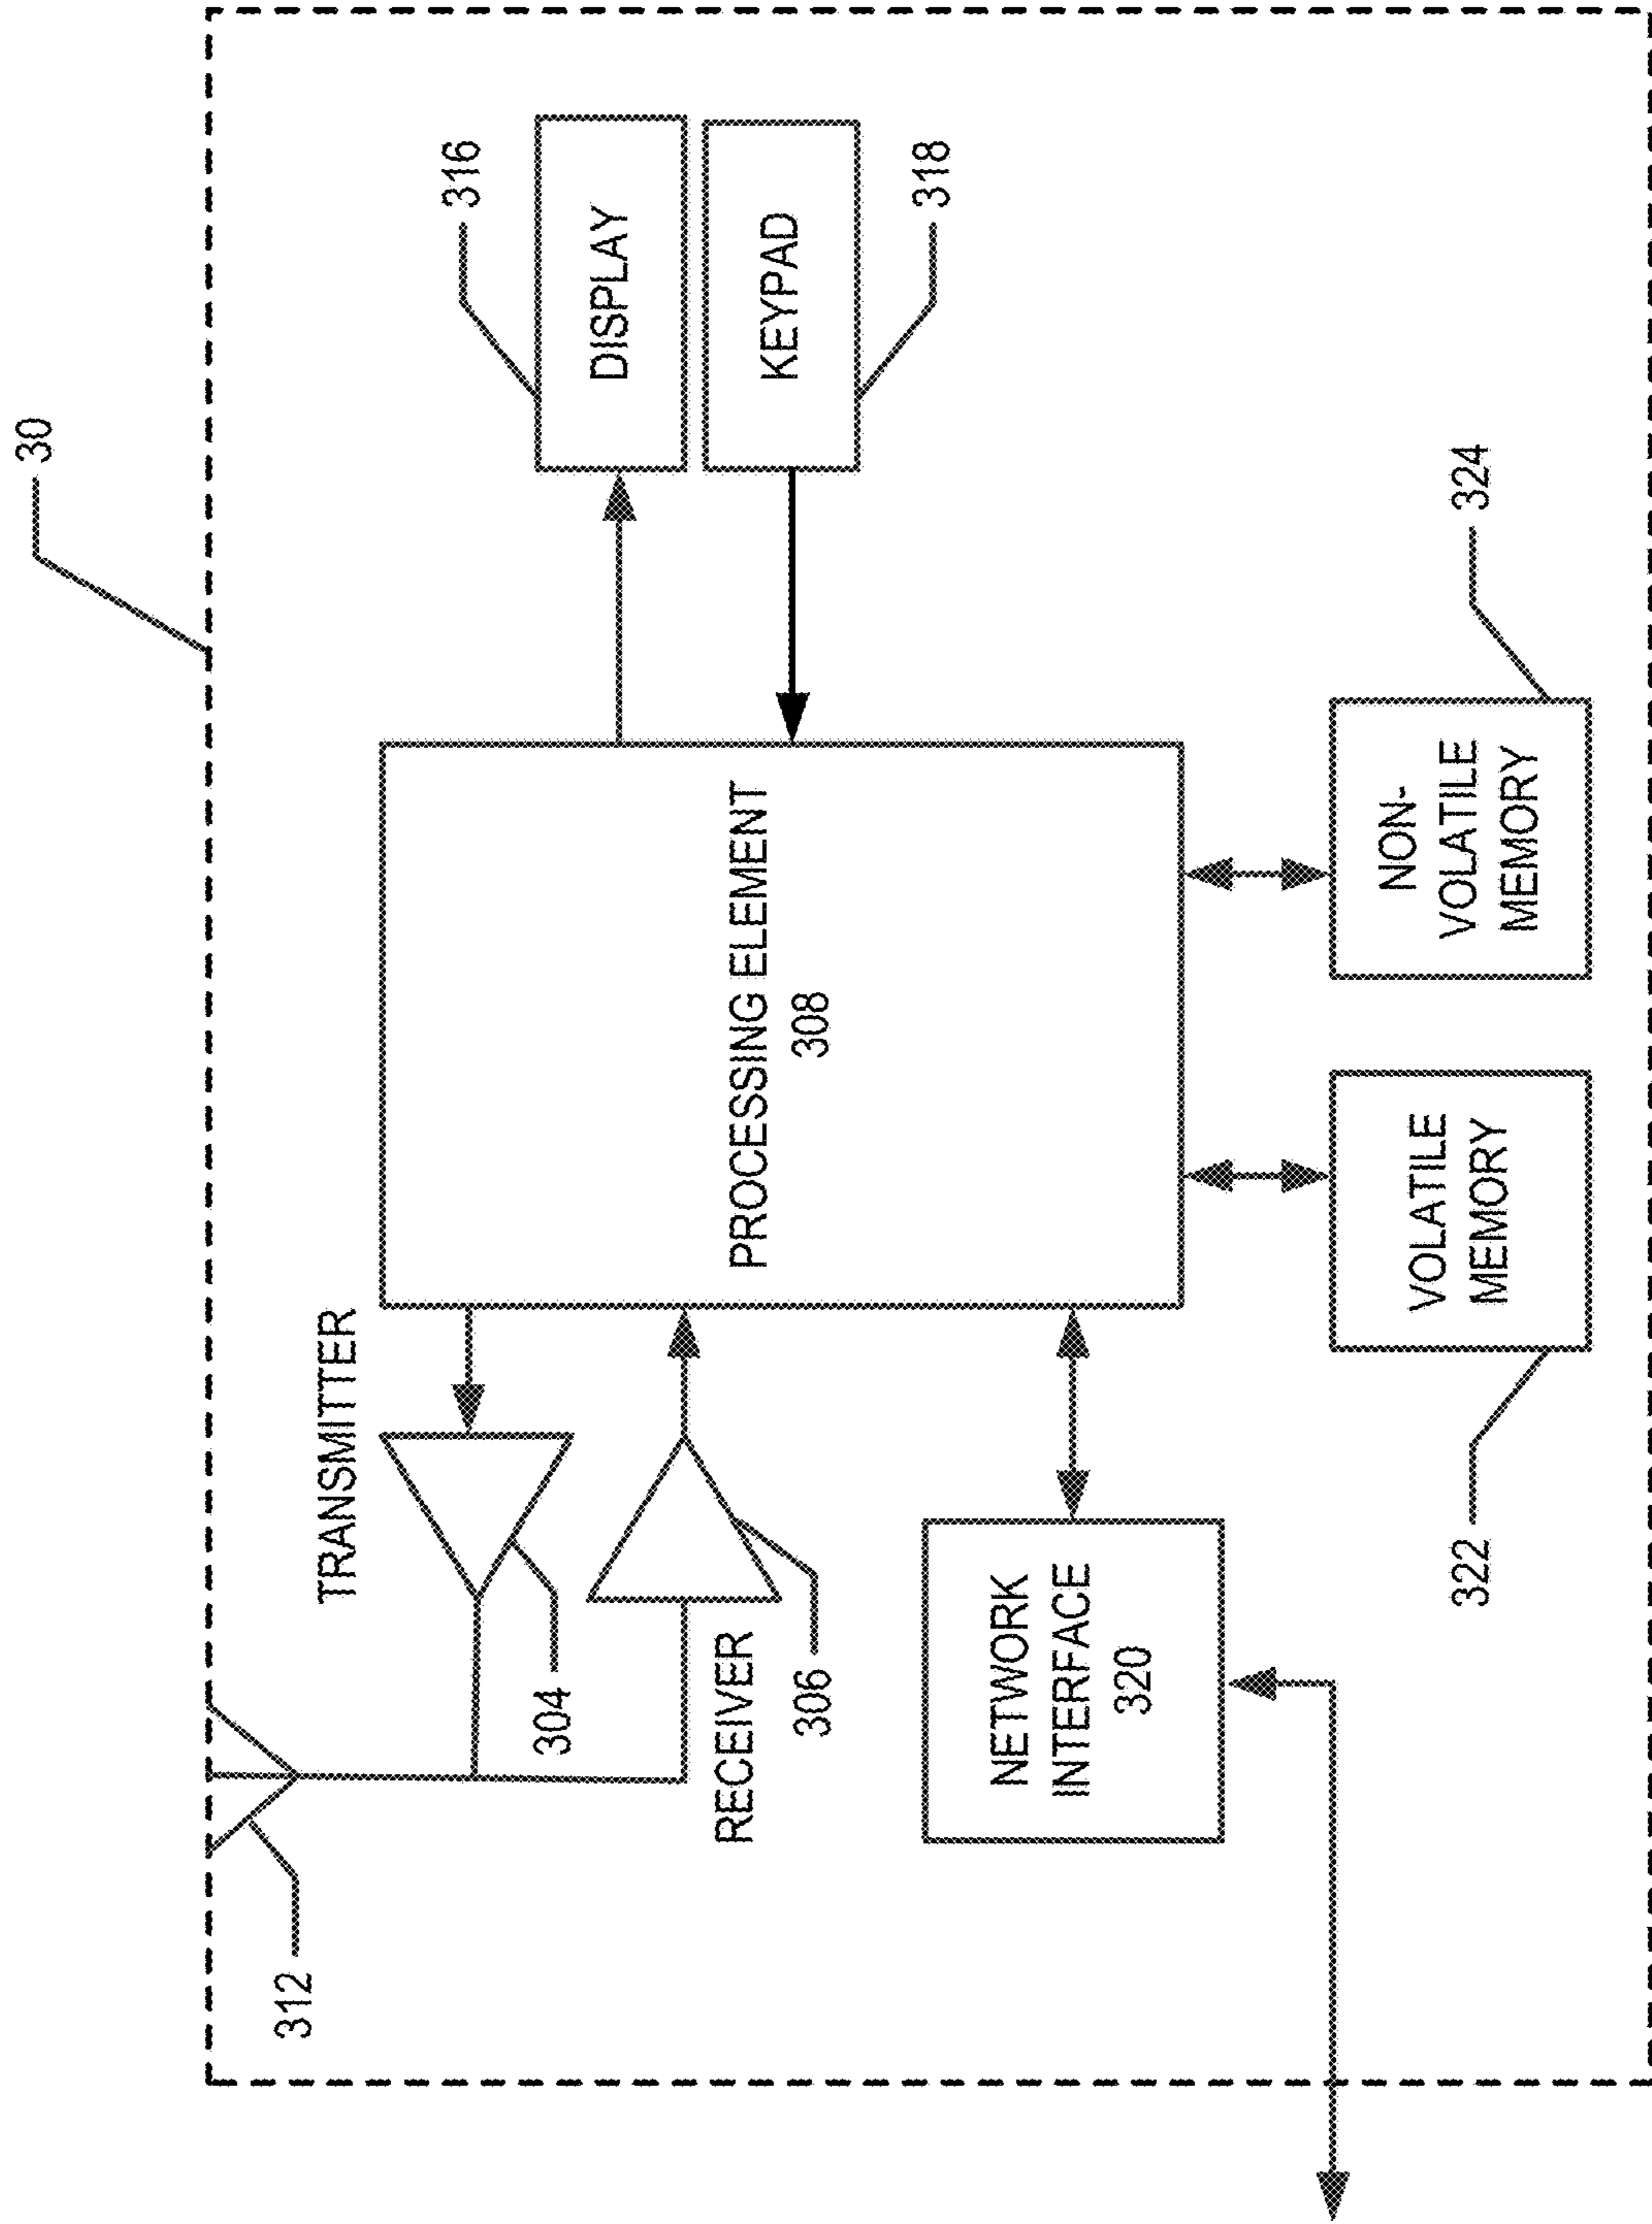 30
312
TRANSMITTER
304
RECEIVER
306
PROCESSING ELEMENT
308
316
DISPLAY
KEYPAD
318
NETWORK
INTERFACE
320
322
VOLATILE
MEMORY
NON-
VOLATILE
MEMORY
324